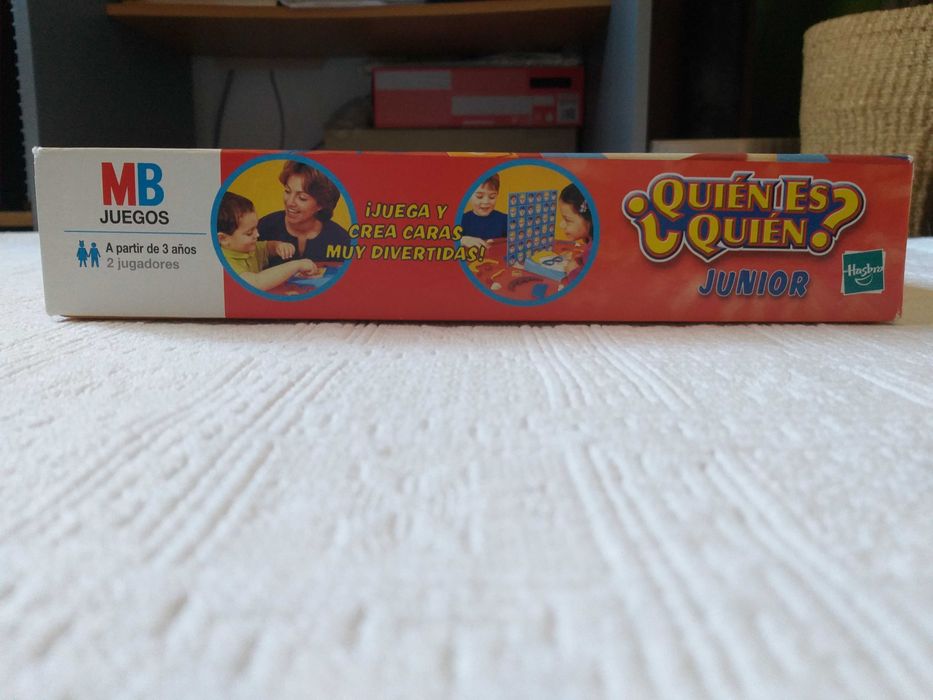 MB
JUEGOS
A partir de 3 años
2 jugadores
¡JUEGA Y
CREA CARAS
MUY DIVERTIDAS!
¿QUIÉN ES
QUIÉN?
JUNIOR
Hasbro